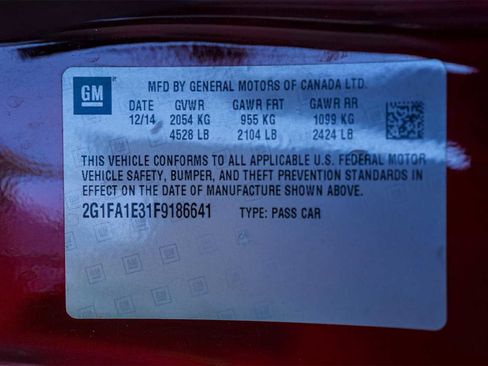 GM
MFD BY GENERAL MOTORS OF CANADA LTD.
DATE GVWR GAWR FRT GAWR RR
12/14 2054 KG 955 KG 1099 KG
4528 LB 2104 LB 2424 LB
THIS VEHICLE CONFORMS TO ALL APPLICABLE U.S. FEDERAL MOTOR
VEHICLE SAFETY, BUMPER, AND THEFT PREVENTION STANDARDS IN
EFFECT ON THE DATE OF MANUFACTURE SHOWN ABOVE.
2G1FA1E31F9186641 TYPE: PASS CAR